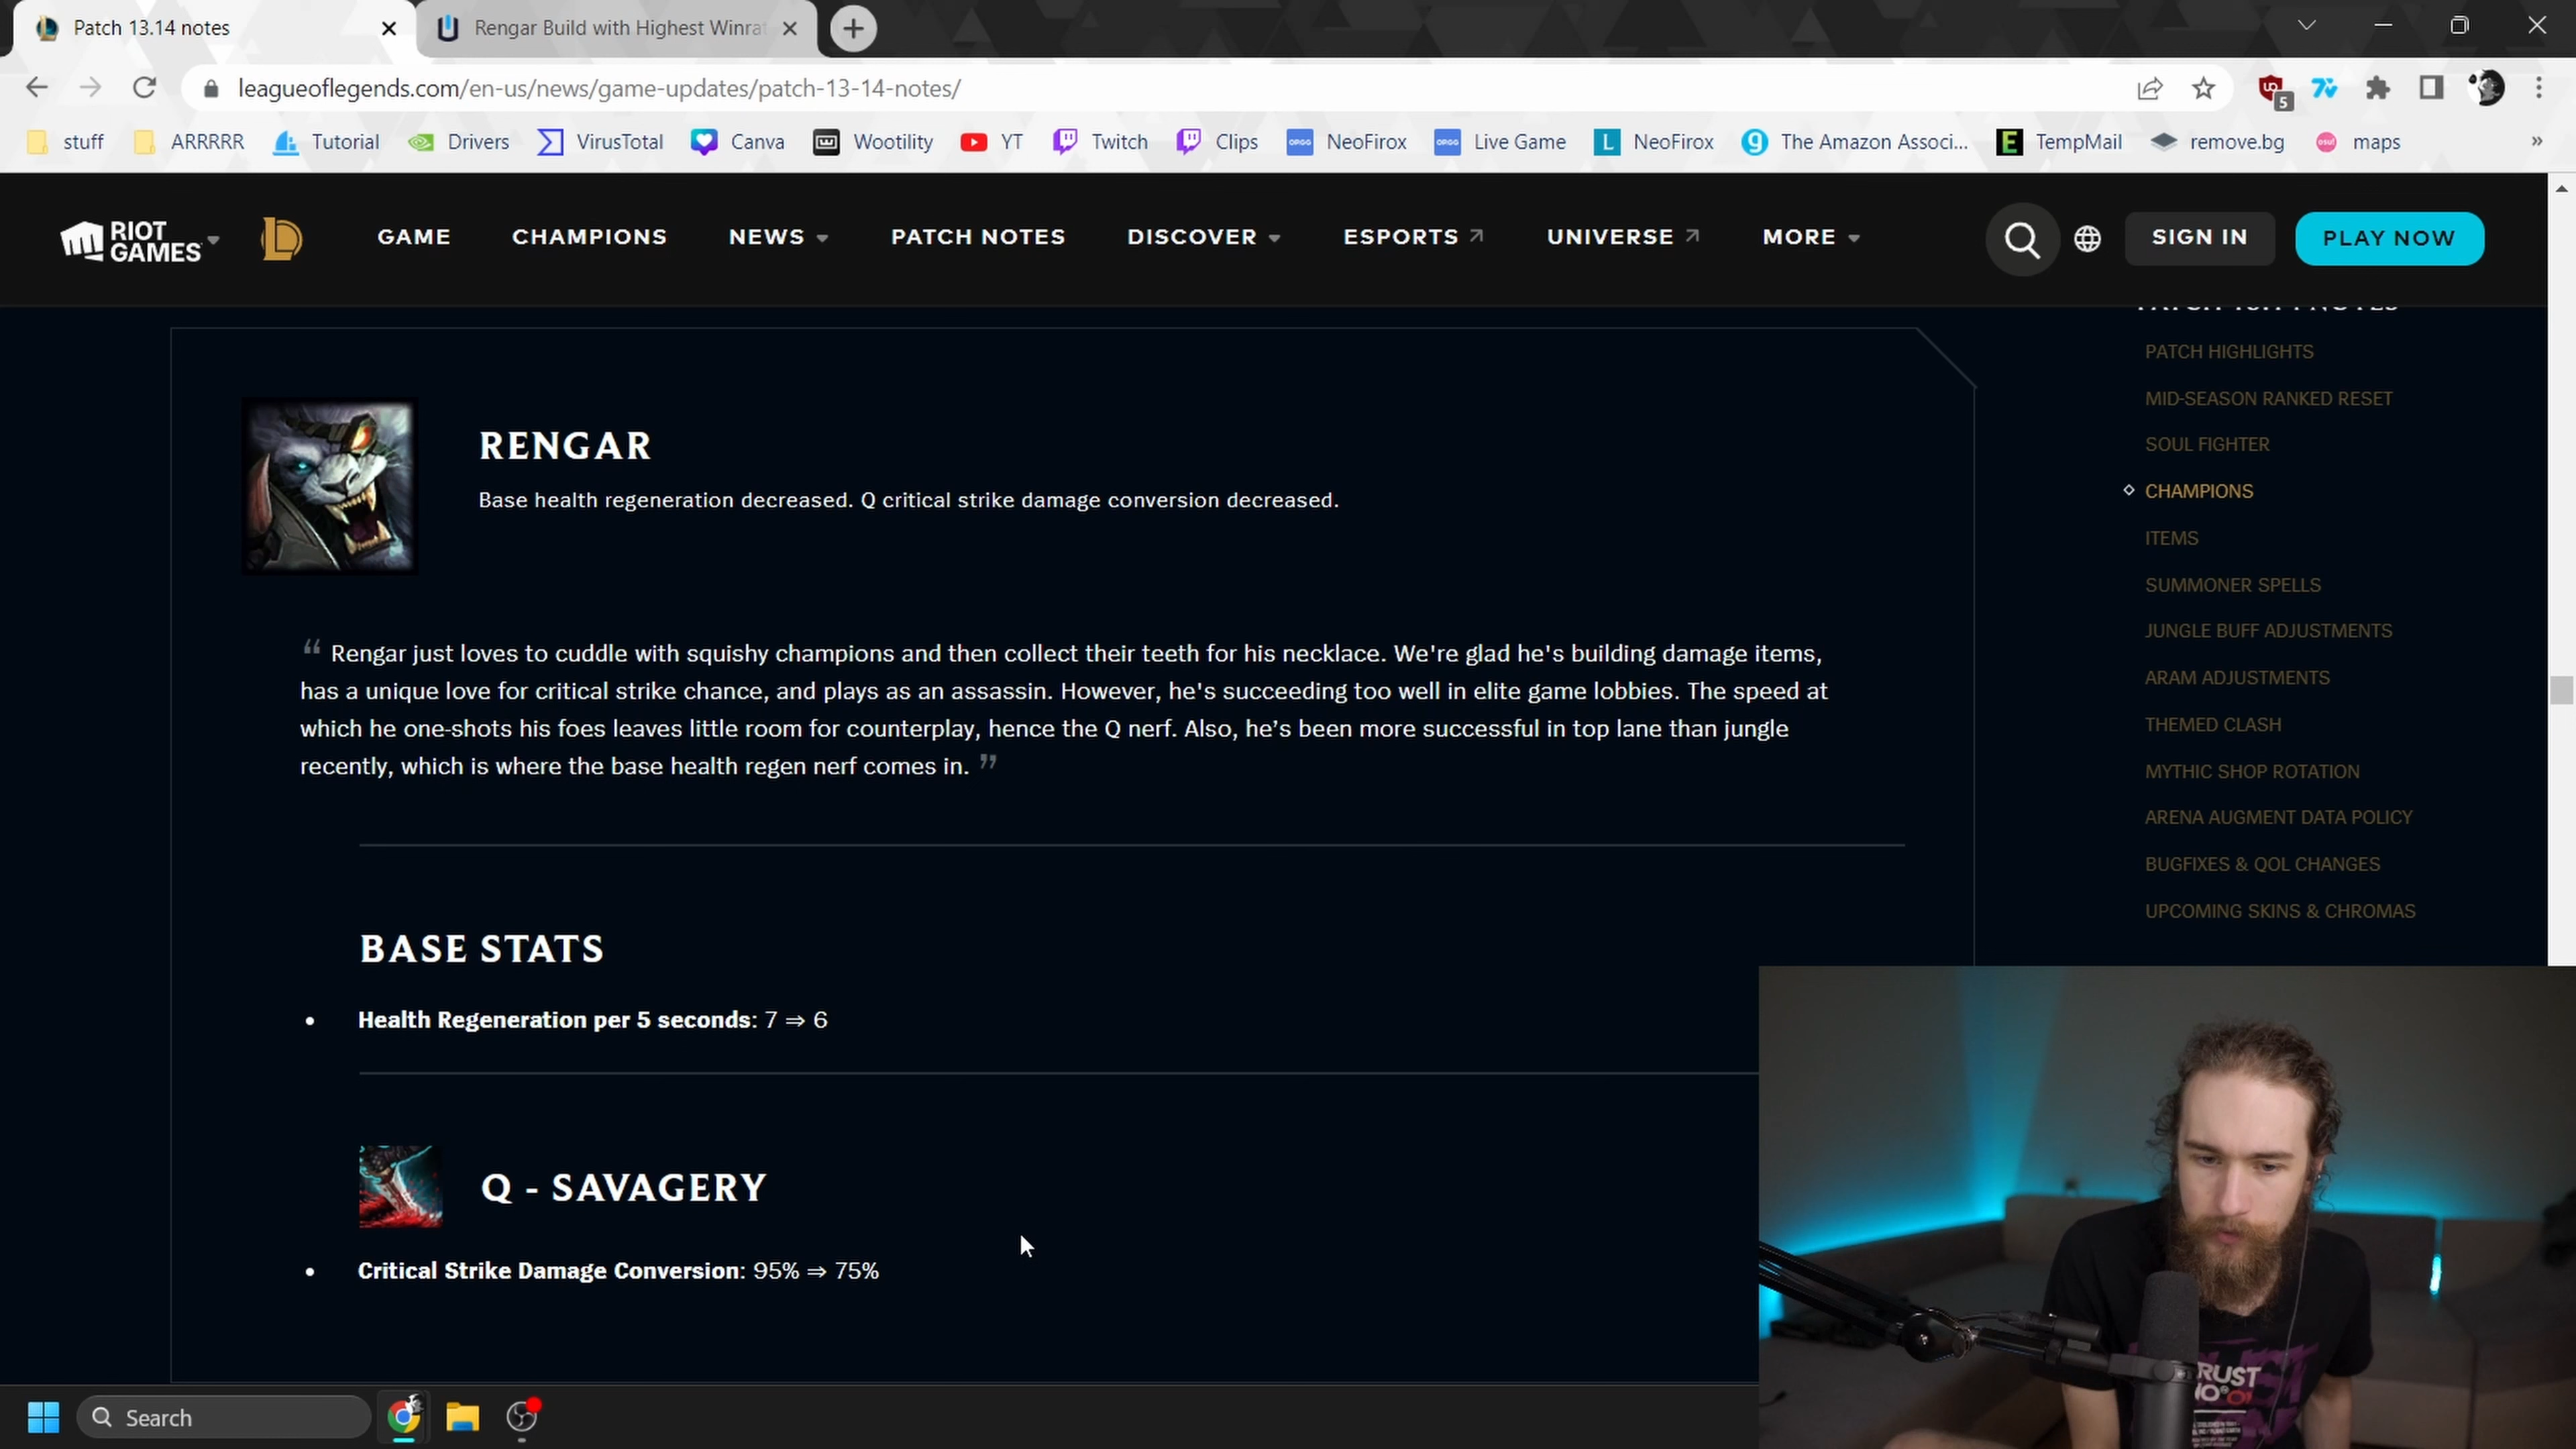 Patch 13.14 notes
Rengar Build with Highest Winrat
leagueoflegends.com/en-us/news/game-updates/patch-13-14-notes/
5
stuff ARRRRR Tutorial Drivers VirusTotal Canva Wootility YT Twitch Clips NeoFirox Live Game NeoFirox The Amazon Associ... TempMail remove.bg maps »
RIOT GAMES GAME CHAMPIONS NEWS PATCH NOTES DISCOVER ESPORTS UNIVERSE MORE SIGN IN PLAY NOW
PATCH 13.14 NOTES
PATCH HIGHLIGHTS
MID-SEASON RANKED RESET
SOUL FIGHTER
CHAMPIONS
ITEMS
SUMMONER SPELLS
JUNGLE BUFF ADJUSTMENTS
ARAM ADJUSTMENTS
THEMED CLASH
MYTHIC SHOP ROTATION
ARENA AUGMENT DATA POLICY
BUGFIXES & QOL CHANGES
UPCOMING SKINS & CHROMAS
RENGAR
Base health regeneration decreased. Q critical strike damage conversion decreased.
“ Rengar just loves to cuddle with squishy champions and then collect their teeth for his necklace. We're glad he's building damage items,
has a unique love for critical strike chance, and plays as an assassin. However, he's succeeding too well in elite game lobbies. The speed at
which he one-shots his foes leaves little room for counterplay, hence the Q nerf. Also, he’s been more successful in top lane than jungle
recently, which is where the base health regen nerf comes in. ”
BASE STATS
• Health Regeneration per 5 seconds: 7 ⇒ 6
Q - SAVAGERY
• Critical Strike Damage Conversion: 95% ⇒ 75%
Search